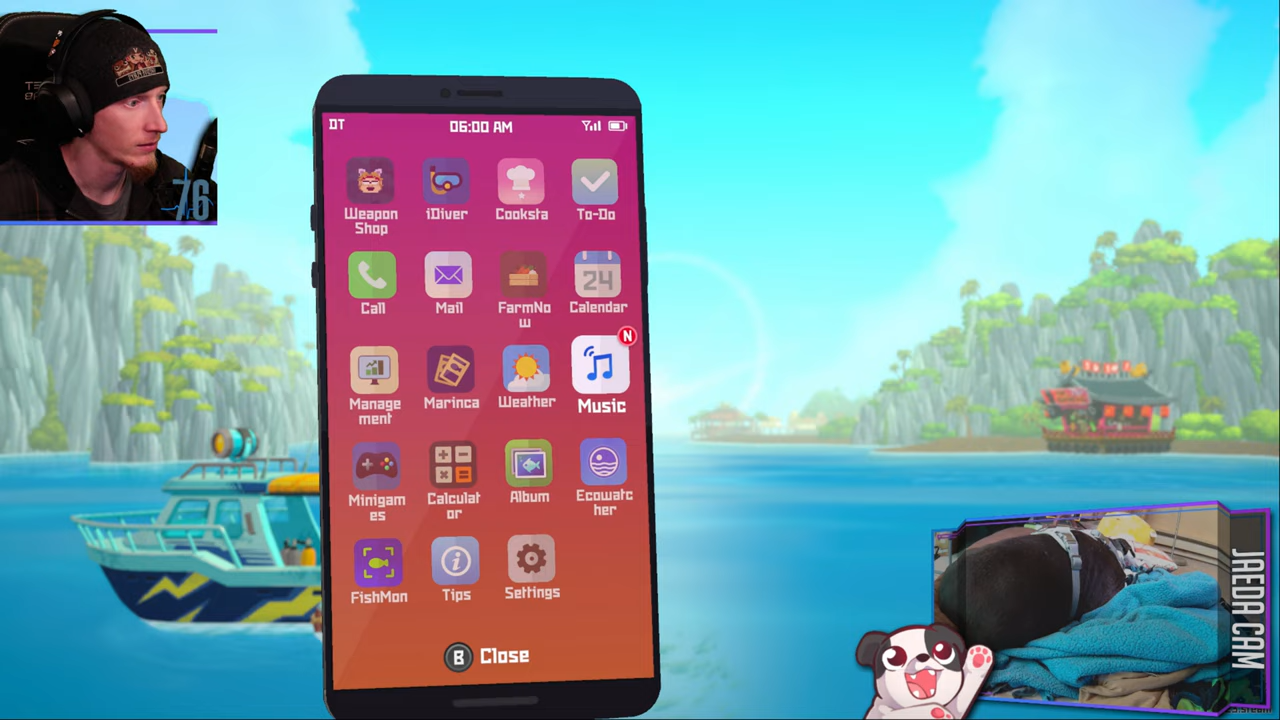 76
DT
06:00 AM
Weapon
Shop
iDiver
Cooksta
To-Do
Call
Mail
FarmNo
w
24
Calendar
Manage
ment
Marinca
Weather
N
Music
Minigam
es
Calculat
or
Album
Ecowatc
her
FishMon
Tips
Settings
B Close
JAEDA CAM